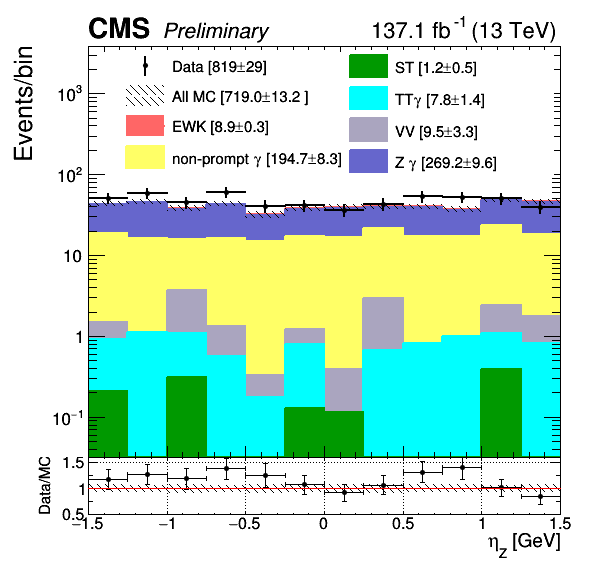 CMS Preliminary 137.1 fb⁻¹ (13 TeV)
Events/bin
Data [819±29]
All MC [719.0±13.2 ]
EWK [8.9±0.3]
non-prompt γ [194.7±8.3]
ST [1.2±0.5]
TTγ [7.8±1.4]
VV [9.5±3.3]
Z γ [269.2±9.6]
10³
10²
10
1
10⁻¹
Data/MC
1.5
1
0.5
−1.5 −1 −0.5 0 0.5 1 1.5
η_Z [GeV]